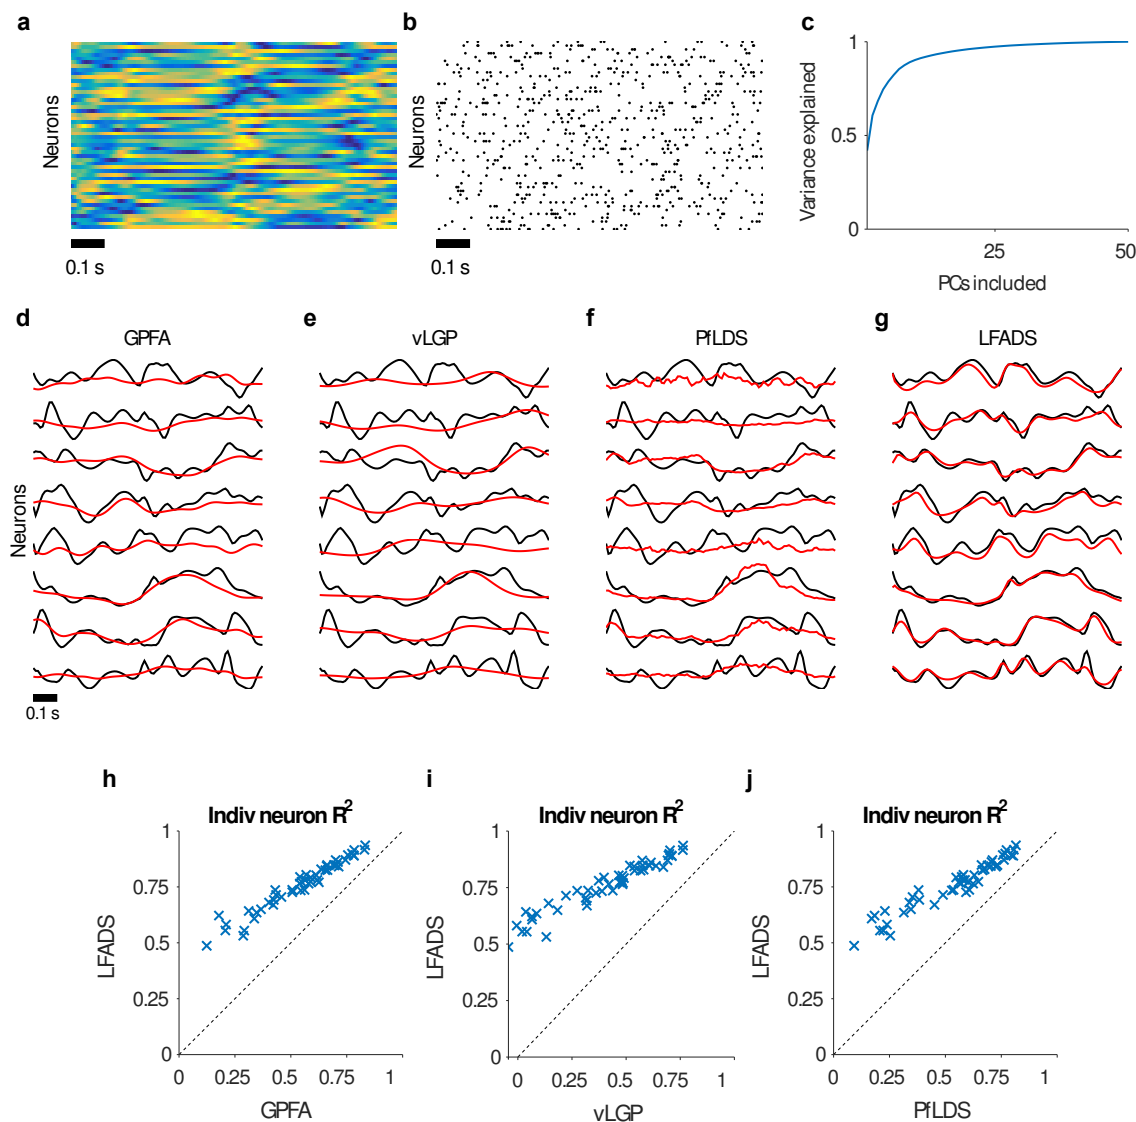 a
Neurons
0.1 s
b
Neurons
0.1 s
c
Variance explained
1
0.5
0
25
50
PCs included
d
GPFA
Neurons
0.1 s
e
vLGP
f
PfLDS
g
LFADS
h
Indiv neuron R2
LFADS
1
0.75
0.5
0.25
0
0 0.25 0.5 0.75 1
GPFA
i
Indiv neuron R2
LFADS
1
0.75
0.5
0.25
0
0 0.25 0.5 0.75 1
vLGP
j
Indiv neuron R2
LFADS
1
0.75
0.5
0.25
0
0 0.25 0.5 0.75 1
PfLDS